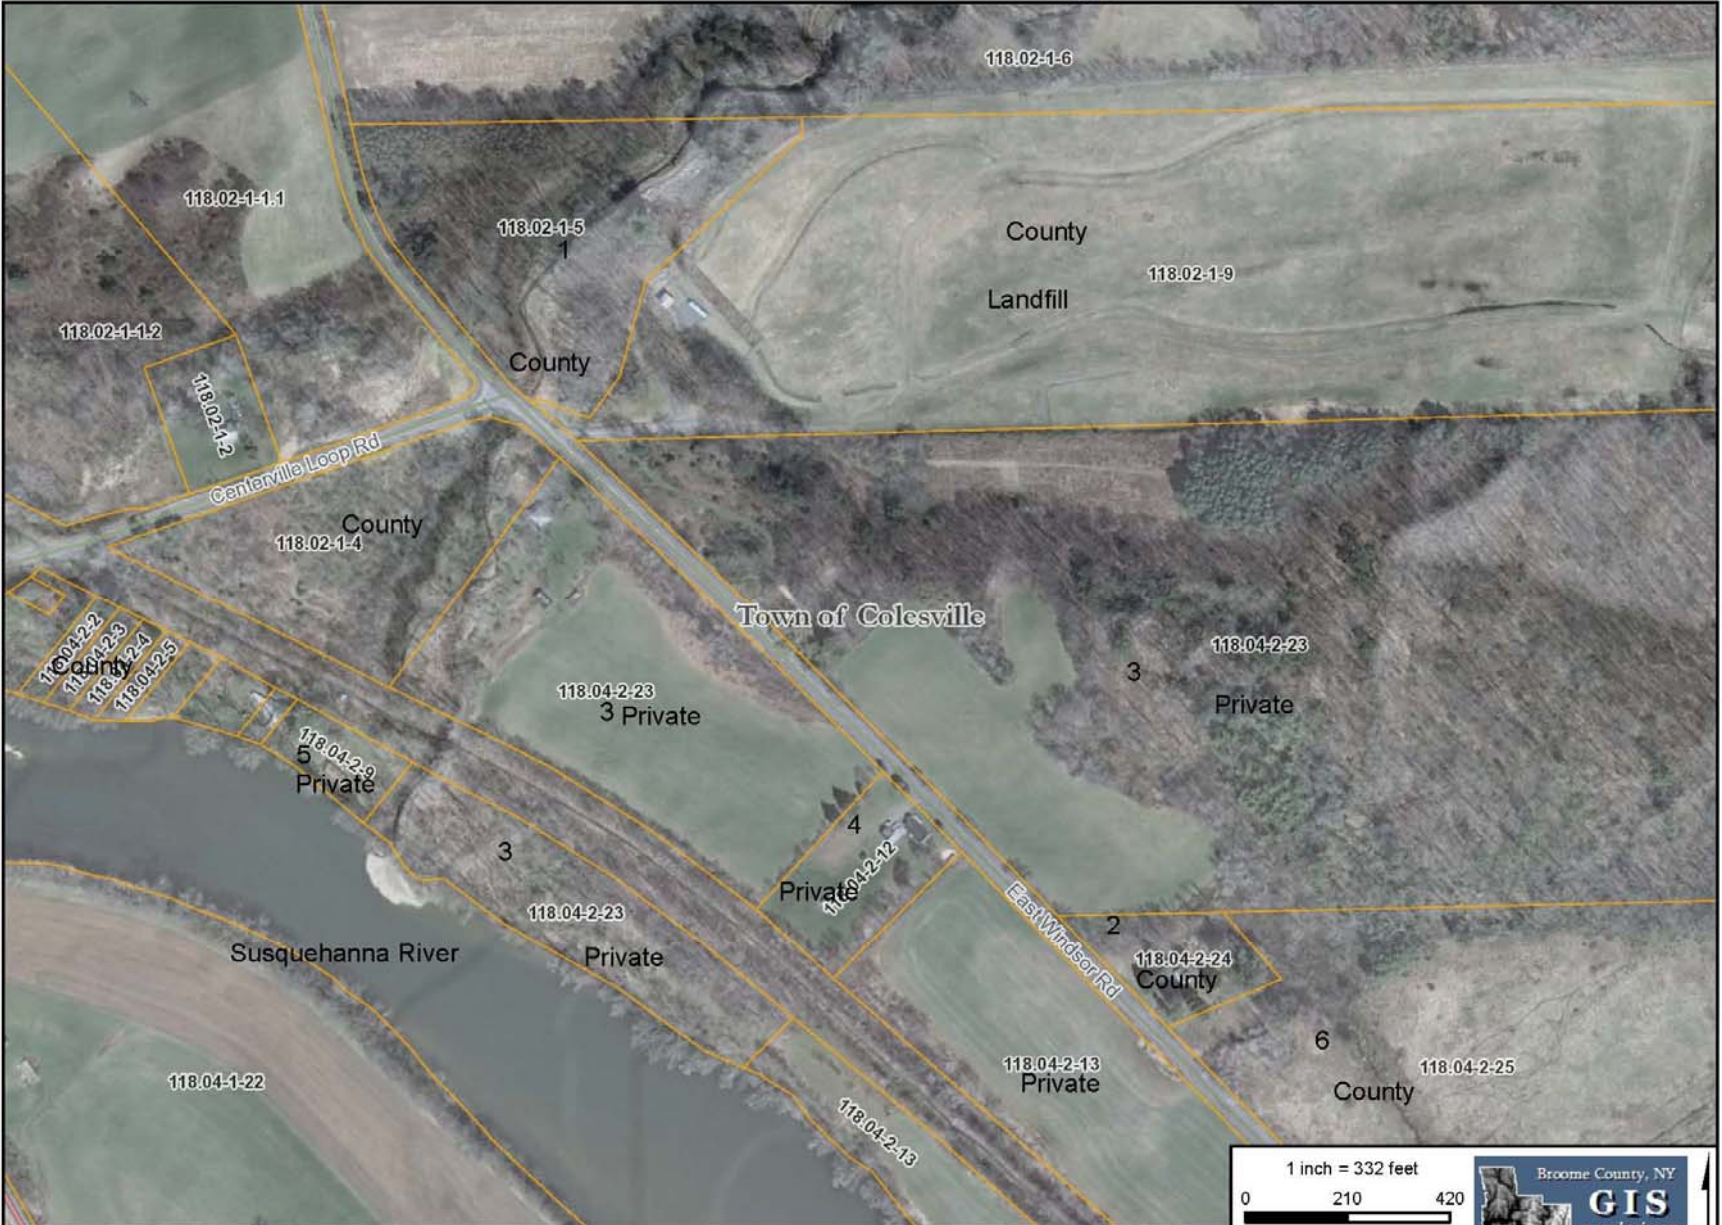 118.02-1-6
118.02-1-1.1
118.02-1-5
1
County
118.02-1-9
Landfill
118.02-1-1.2
County
118.02-1-2
Centerville Loop Rd
County
118.02-1-4
Town of Colesville
118.04-2-2
118.04-2-3
118.04-2-4
118.04-2-5
County
118.04-2-23
3 Private
118.04-2-23
3
Private
118.04-2-9
5
Private
4
118.04-2-12
Private
3
118.04-2-23
Private
Susquehanna River
East Windsor Rd
2
118.04-2-24
County
6
118.04-2-25
County
118.04-2-13
Private
118.04-1-22
118.04-2-13
1 inch = 332 feet
0 210 420
Broome County, NY
GIS